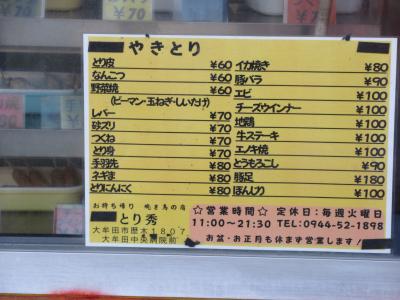 やきとり
とり皮 ¥60
なんこつ ¥60
野菜焼 ¥60
(ピーマン・玉ねぎ・しいたけ)
レバー ¥70
砂ズリ ¥70
つくね ¥70
とり身 ¥70
手羽先 ¥80
ネギま ¥80
とりにんにく ¥80
イカ焼き ¥80
豚バラ ¥90
エビ ¥100
チーズウインナー ¥100
地鶏 ¥100
牛ステーキ ¥100
エノキ焼 ¥100
とうもろこし ¥90
豚足 ¥180
ぼんじり ¥100
お持ち帰り 焼き鳥の店
とり秀
大牟田市歴木1807
大牟田中央病院前
☆営業時間☆ 定休日:毎週火曜日
11:00~21:30 TEL:0944-52-1898
お盆・お正月も休まず営業します!
¥70
¥70